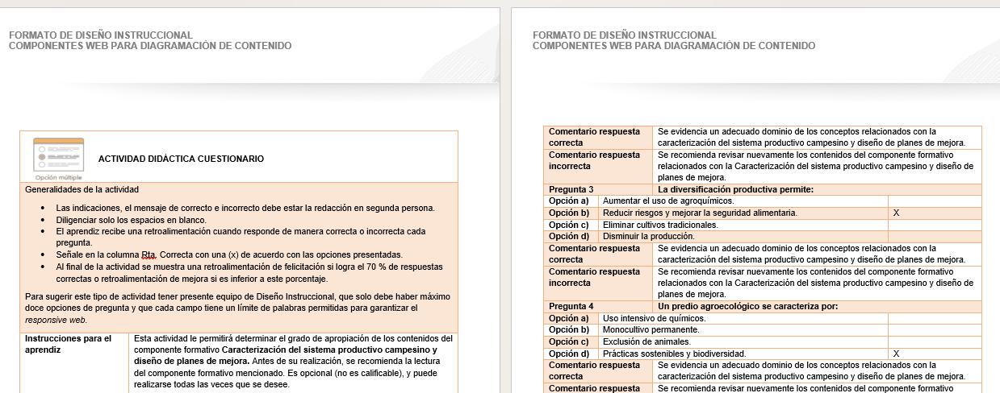 FORMATO DE DISEÑO INSTRUCCIONAL
COMPONENTES WEB PARA DIAGRAMACIÓN DE CONTENIDO
Opción múltiple
ACTIVIDAD DIDÁCTICA CUESTIONARIO
Generalidades de la actividad
• Las indicaciones, el mensaje de correcto e incorrecto debe estar la redacción en segunda persona.
• Diligenciar solo los espacios en blanco.
• El aprendiz recibe una retroalimentación cuando responde de manera correcta o incorrecta cada
pregunta.
• Señale en la columna Rta. Correcta con una (x) de acuerdo con las opciones presentadas.
• Al final de la actividad se muestra una retroalimentación de felicitación si logra el 70 % de respuestas
correctas o retroalimentación de mejora si es inferior a este porcentaje.
Para sugerir este tipo de actividad tener presente equipo de Diseño Instruccional, que solo debe haber máximo
doce opciones de pregunta y que cada campo tiene un límite de palabras permitidas para garantizar el
responsive web.
Instrucciones para el
aprendiz
Esta actividad le permitirá determinar el grado de apropiación de los contenidos del
componente formativo Caracterización del sistema productivo campesino y
diseño de planes de mejora. Antes de su realización, se recomienda la lectura
del componente formativo mencionado. Es opcional (no es calificable), y puede
realizarse todas las veces que se desee.
FORMATO DE DISEÑO INSTRUCCIONAL
COMPONENTES WEB PARA DIAGRAMACIÓN DE CONTENIDO
Comentario respuesta
correcta
Se evidencia un adecuado dominio de los conceptos relacionados con la
caracterización del sistema productivo campesino y diseño de planes de mejora.
Comentario respuesta
incorrecta
Se recomienda revisar nuevamente los contenidos del componente formativo
relacionados con la Caracterización del sistema productivo campesino y diseño de
planes de mejora.
Pregunta 3 La diversificación productiva permite:
Opción a) Aumentar el uso de agroquímicos.
Opción b) Reducir riesgos y mejorar la seguridad alimentaria. X
Opción c) Eliminar cultivos tradicionales.
Opción d) Disminuir la producción.
Comentario respuesta
correcta
Se evidencia un adecuado dominio de los conceptos relacionados con la
caracterización del sistema productivo campesino y diseño de planes de mejora.
Comentario respuesta
incorrecta
Se recomienda revisar nuevamente los contenidos del componente formativo
relacionados con la Caracterización del sistema productivo campesino y diseño de
planes de mejora.
Pregunta 4 Un predio agroecológico se caracteriza por:
Opción a) Uso intensivo de químicos.
Opción b) Monocultivo permanente.
Opción c) Exclusión de animales.
Opción d) Prácticas sostenibles y biodiversidad. X
Comentario respuesta
correcta
Se evidencia un adecuado dominio de los conceptos relacionados con la
caracterización del sistema productivo campesino y diseño de planes de mejora.
Comentario respuesta
Se recomienda revisar nuevamente los contenidos del componente formativo